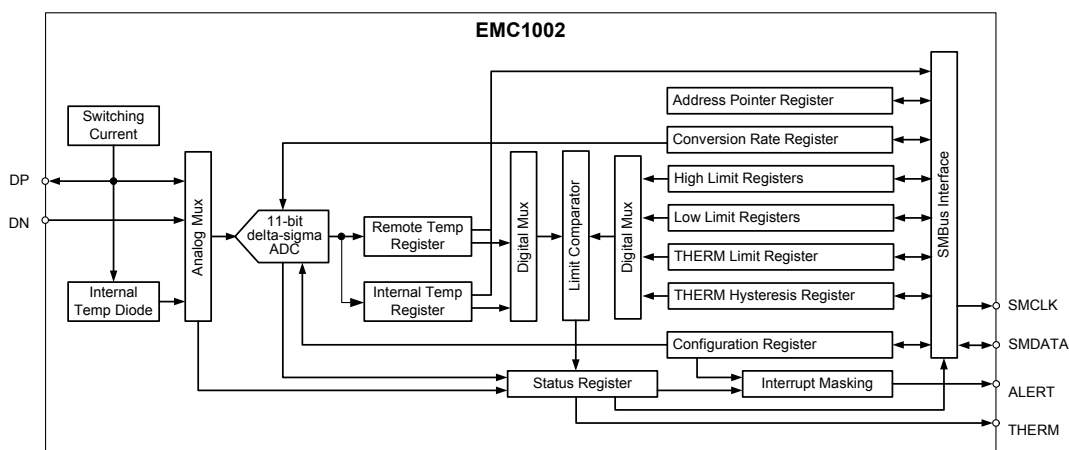 EMC1002
Switching
Current
DP
DN
Analog Mux
Internal
Temp Diode
11-bit
delta-sigma
ADC
Remote Temp
Register
Internal Temp
Register
Digital Mux
Limit Comparator
Digital Mux
Address Pointer Register
Conversion Rate Register
High Limit Registers
Low Limit Registers
THERM Limit Register
THERM Hysteresis Register
Configuration Register
Status Register
Interrupt Masking
SMBus Interface
SMCLK
SMDATA
ALERT
THERM